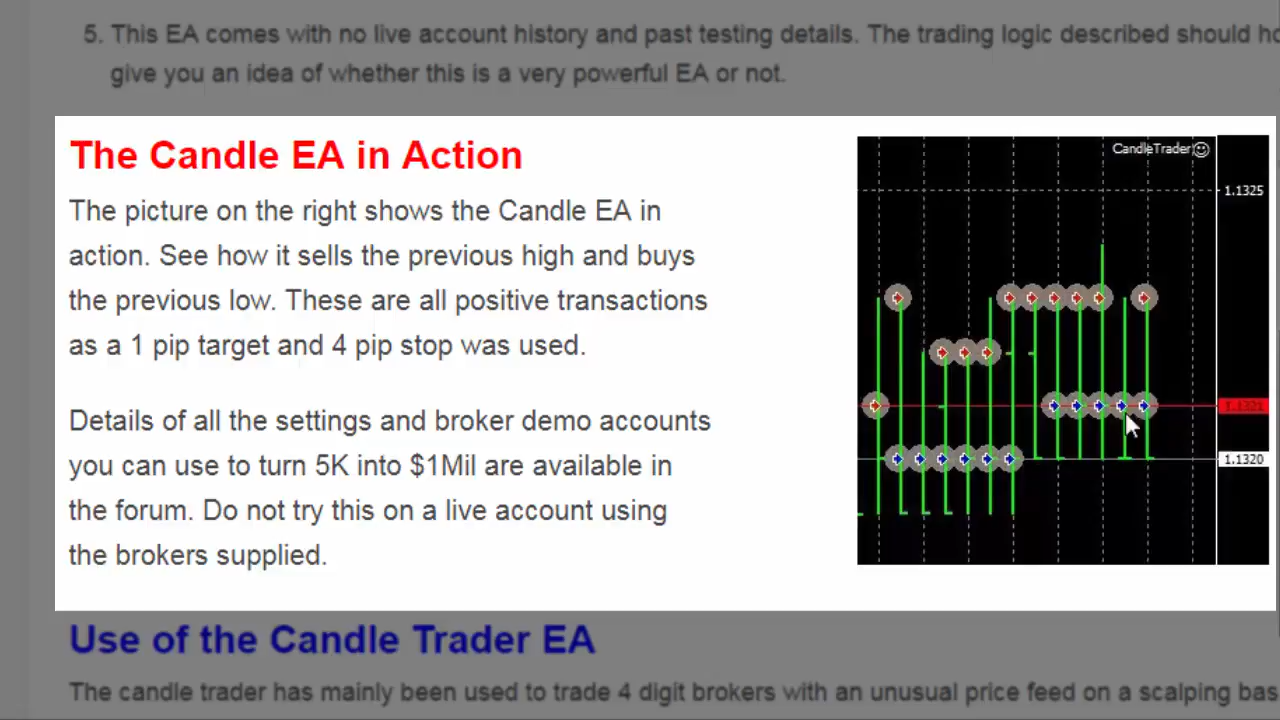 5. This EA comes with no live account history and past testing details. The trading logic described should
give you an idea of whether this is a very powerful EA or not.
The Candle EA in Action
The picture on the right shows the Candle EA in
action. See how it sells the previous high and buys
the previous low. These are all positive transactions
as a 1 pip target and 4 pip stop was used.
Details of all the settings and broker demo accounts
you can use to turn 5K into $1Mil are available in
the forum. Do not try this on a live account using
the brokers supplied.
CandleTrader
1.1325
1.1321
1.1320
Use of the Candle Trader EA
The candle trader has mainly been used to trade 4 digit brokers with an unusual price feed on a scalping